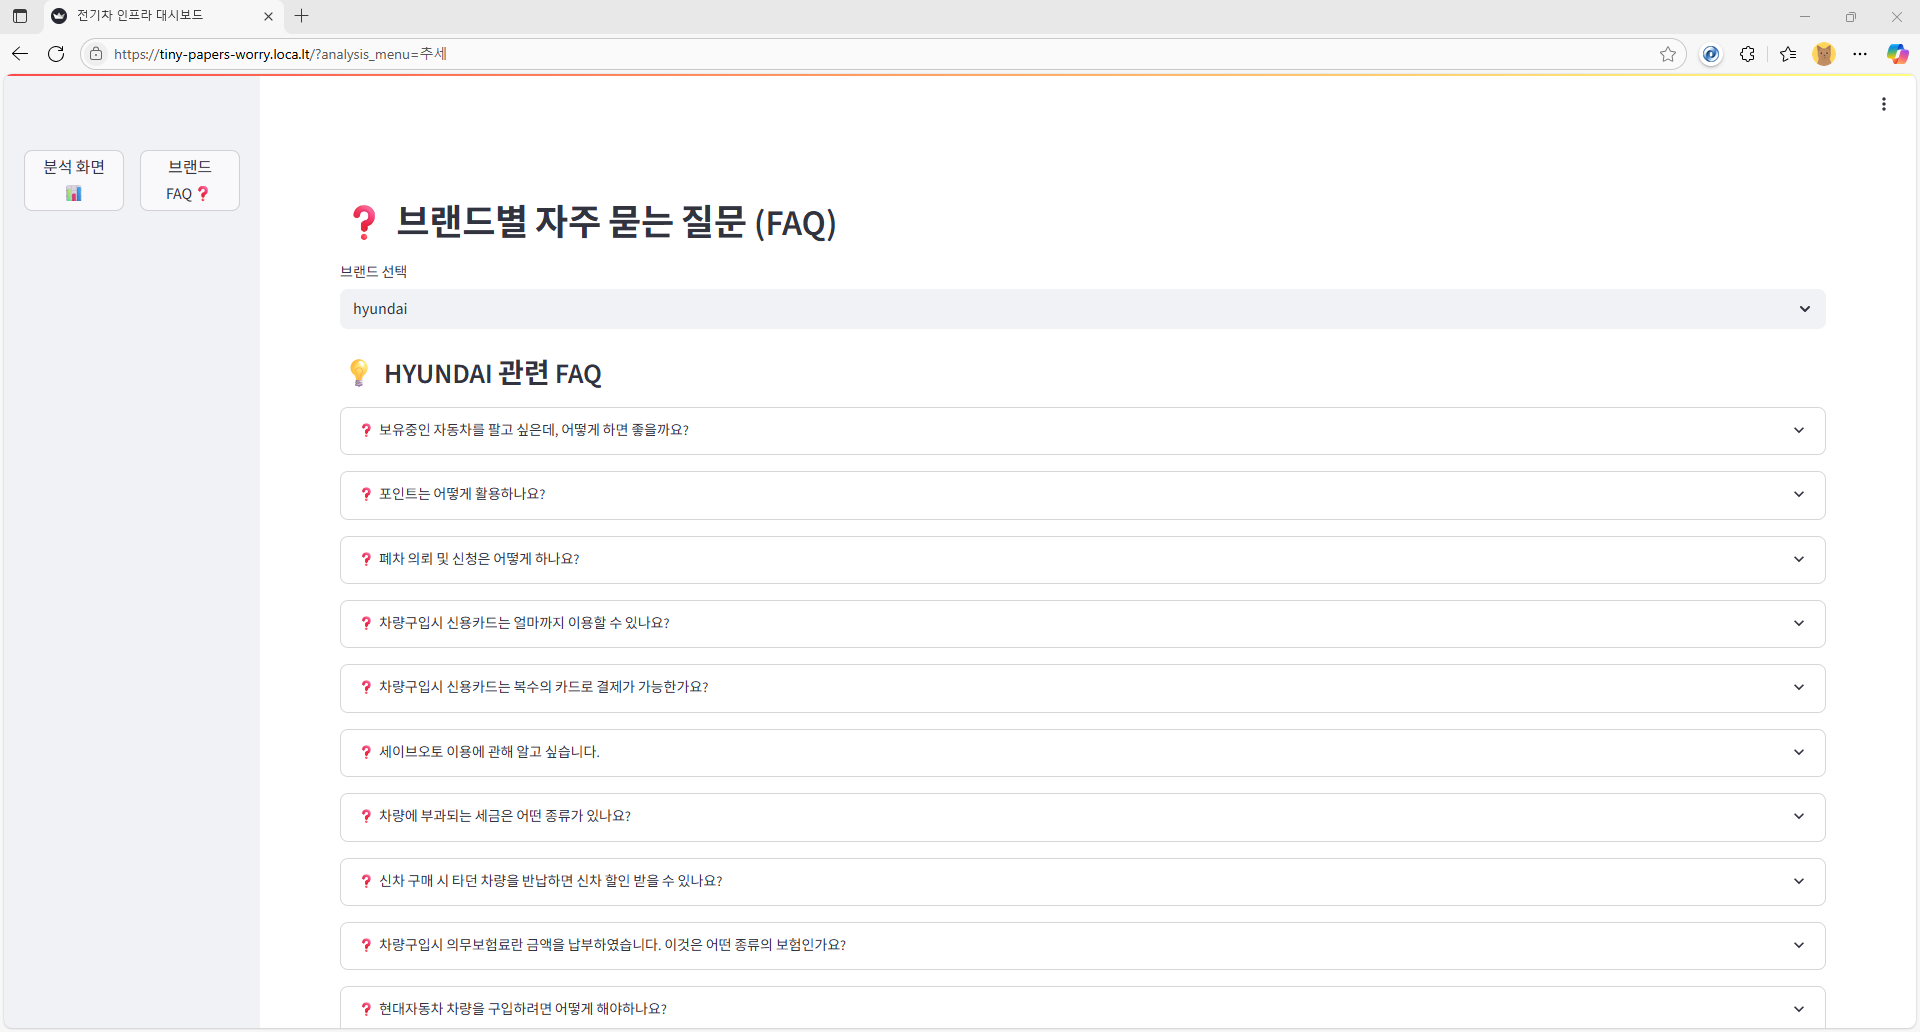 전기차 인프라 대시보드
https://tiny-papers-worry.loca.lt/?analysis_menu=추세
분석 화면
📊
브랜드
FAQ ❓
❓ 브랜드별 자주 묻는 질문 (FAQ)
브랜드 선택
hyundai
💡 HYUNDAI 관련 FAQ
❓ 보유중인 자동차를 팔고 싶은데, 어떻게 하면 좋을까요?
❓ 포인트는 어떻게 활용하나요?
❓ 폐차 의뢰 및 신청은 어떻게 하나요?
❓ 차량구입시 신용카드는 얼마까지 이용할 수 있나요?
❓ 차량구입시 신용카드는 복수의 카드로 결제가 가능한가요?
❓ 세이브오토 이용에 관해 알고 싶습니다.
❓ 차량에 부과되는 세금은 어떤 종류가 있나요?
❓ 신차 구매 시 타던 차량을 반납하면 신차 할인 받을 수 있나요?
❓ 차량구입시 의무보험료란 금액을 납부하였습니다. 이것은 어떤 종류의 보험인가요?
❓ 현대자동차 차량을 구입하려면 어떻게 해야하나요?